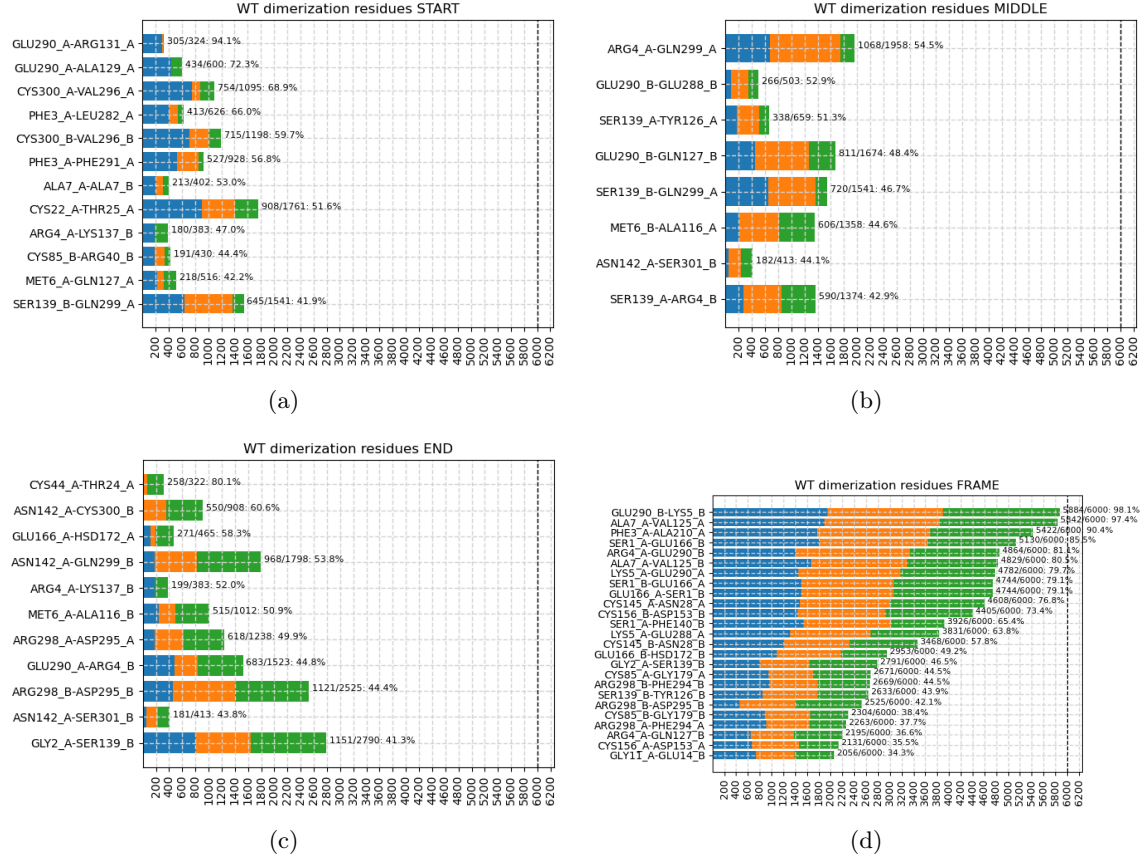 WT dimerization residues START
GLU290_A-ARG131_A 305/324: 94.1%
GLU290_A-ALA129_A 434/600: 72.3%
CYS300_A-VAL296_A 754/1095: 68.9%
PHE3_A-LEU282_A 413/626: 66.0%
CYS300_B-VAL296_B 715/1198: 59.7%
PHE3_A-PHE291_A 527/928: 56.8%
ALA7_A-ALA7_B 213/402: 53.0%
CYS22_A-THR25_A 908/1761: 51.6%
ARG4_A-LYS137_B 180/383: 47.0%
CYS85_B-ARG40_B 191/430: 44.4%
MET6_A-GLN127_A 218/516: 42.2%
SER139_B-GLN299_A 645/1541: 41.9%
200 400 600 800 1000 1200 1400 1600 1800 2000 2200 2400 2600 2800 3000 3200 3400 3600 3800 4000 4200 4400 4600 4800 5000 5200 5400 5600 5800 6000 6200
(a)
WT dimerization residues MIDDLE
ARG4_A-GLN299_A 1068/1958: 54.5%
GLU290_B-GLU288_B 266/503: 52.9%
SER139_A-TYR126_A 338/659: 51.3%
GLU290_B-GLN127_B 811/1674: 48.4%
SER139_B-GLN299_A 720/1541: 46.7%
MET6_B-ALA116_A 606/1358: 44.6%
ASN142_A-SER301_B 182/413: 44.1%
SER139_A-ARG4_B 590/1374: 42.9%
200 400 600 800 1000 1200 1400 1600 1800 2000 2200 2400 2600 2800 3000 3200 3400 3600 3800 4000 4200 4400 4600 4800 5000 5200 5400 5600 5800 6000 6200
(b)
WT dimerization residues END
CYS44_A-THR24_A 258/322: 80.1%
ASN142_A-CYS300_B 550/908: 60.6%
GLU166_A-HSD172_A 271/465: 58.3%
ASN142_A-GLN299_B 968/1798: 53.8%
ARG4_A-LYS137_B 199/383: 52.0%
MET6_A-ALA116_B 515/1012: 50.9%
ARG298_A-ASP295_A 618/1238: 49.9%
GLU290_A-ARG4_B 683/1523: 44.8%
ARG298_B-ASP295_B 1121/2525: 44.4%
ASN142_A-SER301_B 181/413: 43.8%
GLY2_A-SER139_B 1151/2790: 41.3%
200 400 600 800 1000 1200 1400 1600 1800 2000 2200 2400 2600 2800 3000 3200 3400 3600 3800 4000 4200 4400 4600 4800 5000 5200 5400 5600 5800 6000 6200
(c)
WT dimerization residues FRAME
GLU290_B-LYS5_B 5884/6000: 98.1%
ALA7_A-VAL125_A 5842/6000: 97.4%
PHE3_A-ALA210_A 5422/6000: 90.4%
SER1_A-GLU166_B 5130/6000: 85.5%
ARG4_A-GLU290_B 4864/6000: 81.1%
ALA7_A-VAL125_B 4829/6000: 80.5%
LYS5_A-GLU290_A 4782/6000: 79.7%
SER1_B-GLU166_A 4744/6000: 79.1%
GLU166_A-SER1_B 4744/6000: 79.1%
CYS145_A-ASN28_A 4608/6000: 76.8%
CYS156_B-ASP153_B 4405/6000: 73.4%
SER1_A-PHE140_B 3926/6000: 65.4%
LYS5_A-GLU288_A 3831/6000: 63.8%
CYS145_B-ASN28_B 3468/6000: 57.8%
GLU166_B-HSD172_B 2953/6000: 49.2%
GLY2_A-SER139_B 2791/6000: 46.5%
CYS85_A-GLY179_A 2671/6000: 44.5%
ARG298_B-PHE294_B 2669/6000: 44.5%
SER139_B-TYR126_B 2633/6000: 43.9%
ARG298_B-ASP295_B 2525/6000: 42.1%
CYS85_B-GLY179_B 2304/6000: 38.4%
ARG298_A-PHE294_A 2263/6000: 37.7%
ARG4_A-GLN127_B 2195/6000: 36.6%
CYS156_A-ASP153_A 2131/6000: 35.5%
GLY11_A-GLU14_B 2056/6000: 34.3%
200 400 600 800 1000 1200 1400 1600 1800 2000 2200 2400 2600 2800 3000 3200 3400 3600 3800 4000 4200 4400 4600 4800 5000 5200 5400 5600 5800 6000 6200
(d)